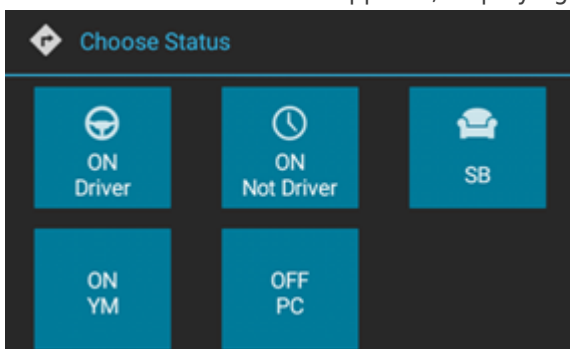 Choose Status
ON
Driver
ON
Not Driver
SB
ON
YM
OFF
PC